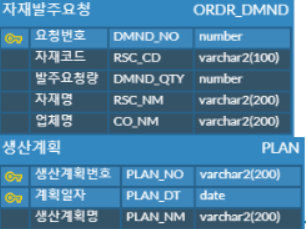 자재발주요청 ORDR_DMND
요청번호 DMND_NO number
자재코드 RSC_CD varchar2(100)
발주요청량 DMND_QTY number
자재명 RSC_NM varchar2(200)
업체명 CO_NM varchar2(200)
생산계획 PLAN
생산계획번호 PLAN_NO varchar2(200)
계획일자 PLAN_DT date
생산계획명 PLAN_NM varchar2(200)